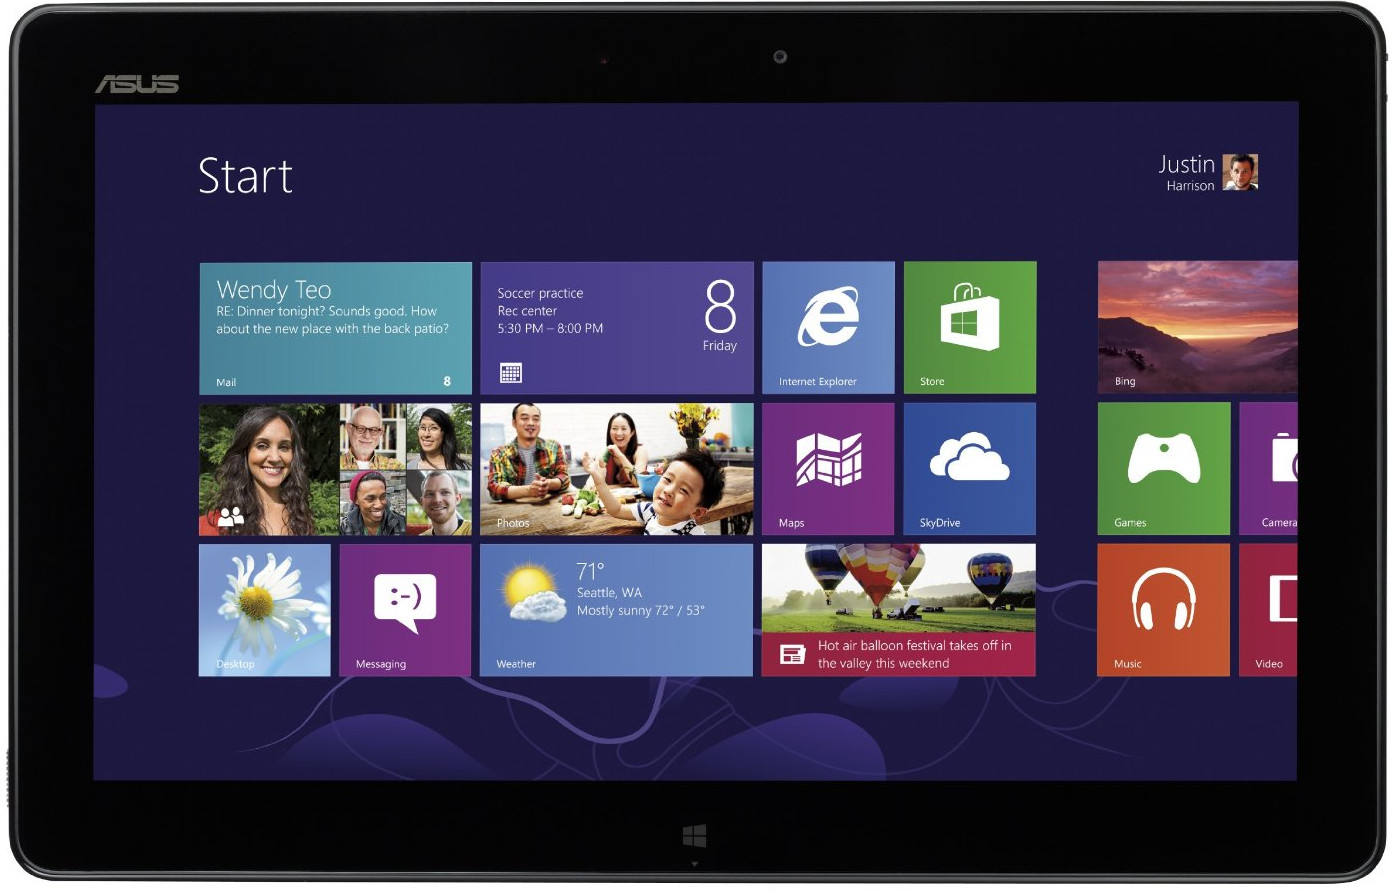 ASUS
Start
Justin
Harrison
Wendy Teo
RE: Dinner tonight? Sounds good. How
about the new place with the back patio?
Mail
8
Soccer practice
Rec center
5:30 PM – 8:00 PM
8
Friday
Internet Explorer
Store
Bing
Photos
Maps
SkyDrive
Games
Camera
Desktop
:-)
Messaging
71°
Seattle, WA
Mostly sunny 72° / 53°
Weather
Hot air balloon festival takes off in
the valley this weekend
Music
Video